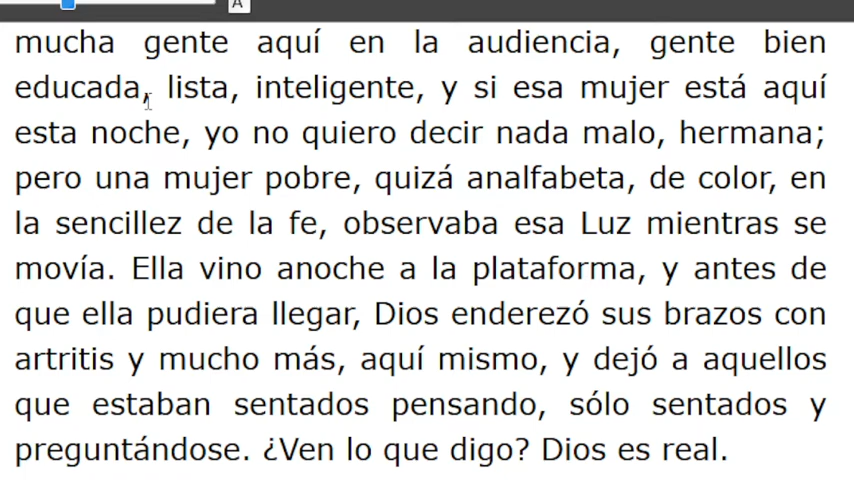 A
mucha gente aquí en la audiencia, gente bien
educada, lista, inteligente, y si esa mujer está aquí
esta noche, yo no quiero decir nada malo, hermana;
pero una mujer pobre, quizá analfabeta, de color, en
la sencillez de la fe, observaba esa Luz mientras se
movía. Ella vino anoche a la plataforma, y antes de
que ella pudiera llegar, Dios enderezó sus brazos con
artritis y mucho más, aquí mismo, y dejó a aquellos
que estaban sentados pensando, sólo sentados y
preguntándose. ¿Ven lo que digo? Dios es real.